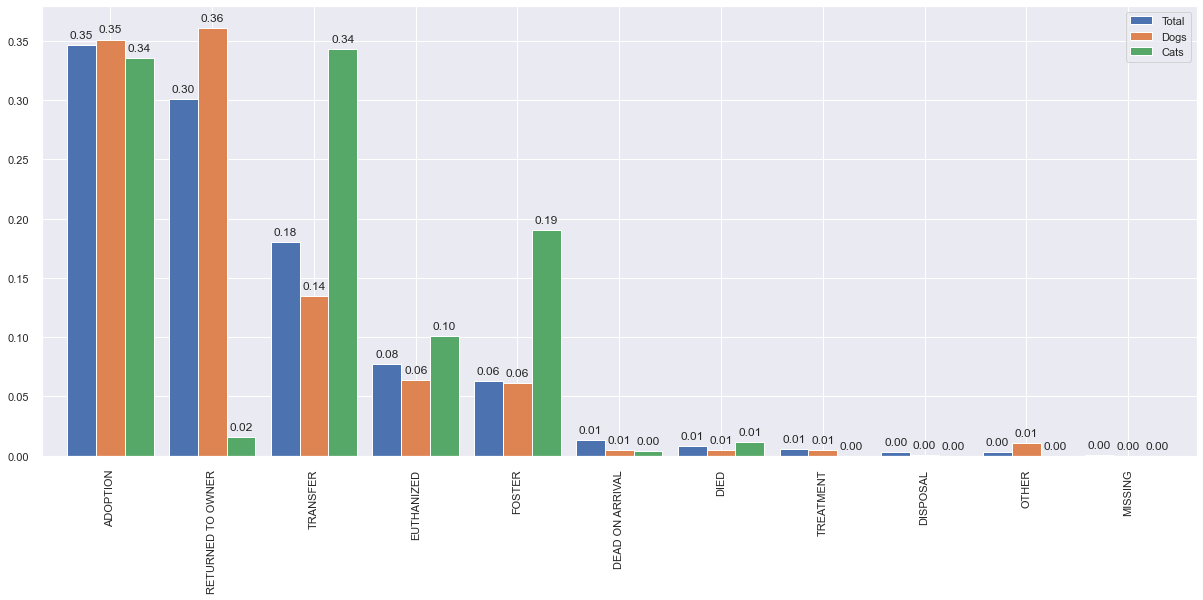 Total
Dogs
Cats
0.35
0.30
0.25
0.20
0.15
0.10
0.05
0.00
0.35 0.35 0.34
0.30 0.36 0.02
0.18 0.14 0.34
0.08 0.06 0.10
0.06 0.06 0.19
0.01 0.01 0.00
0.01 0.01 0.01
0.01 0.01 0.00
0.00 0.00 0.00
0.00 0.01 0.00
0.00 0.00 0.00
ADOPTION
RETURNED TO OWNER
TRANSFER
EUTHANIZED
FOSTER
DEAD ON ARRIVAL
DIED
TREATMENT
DISPOSAL
OTHER
MISSING